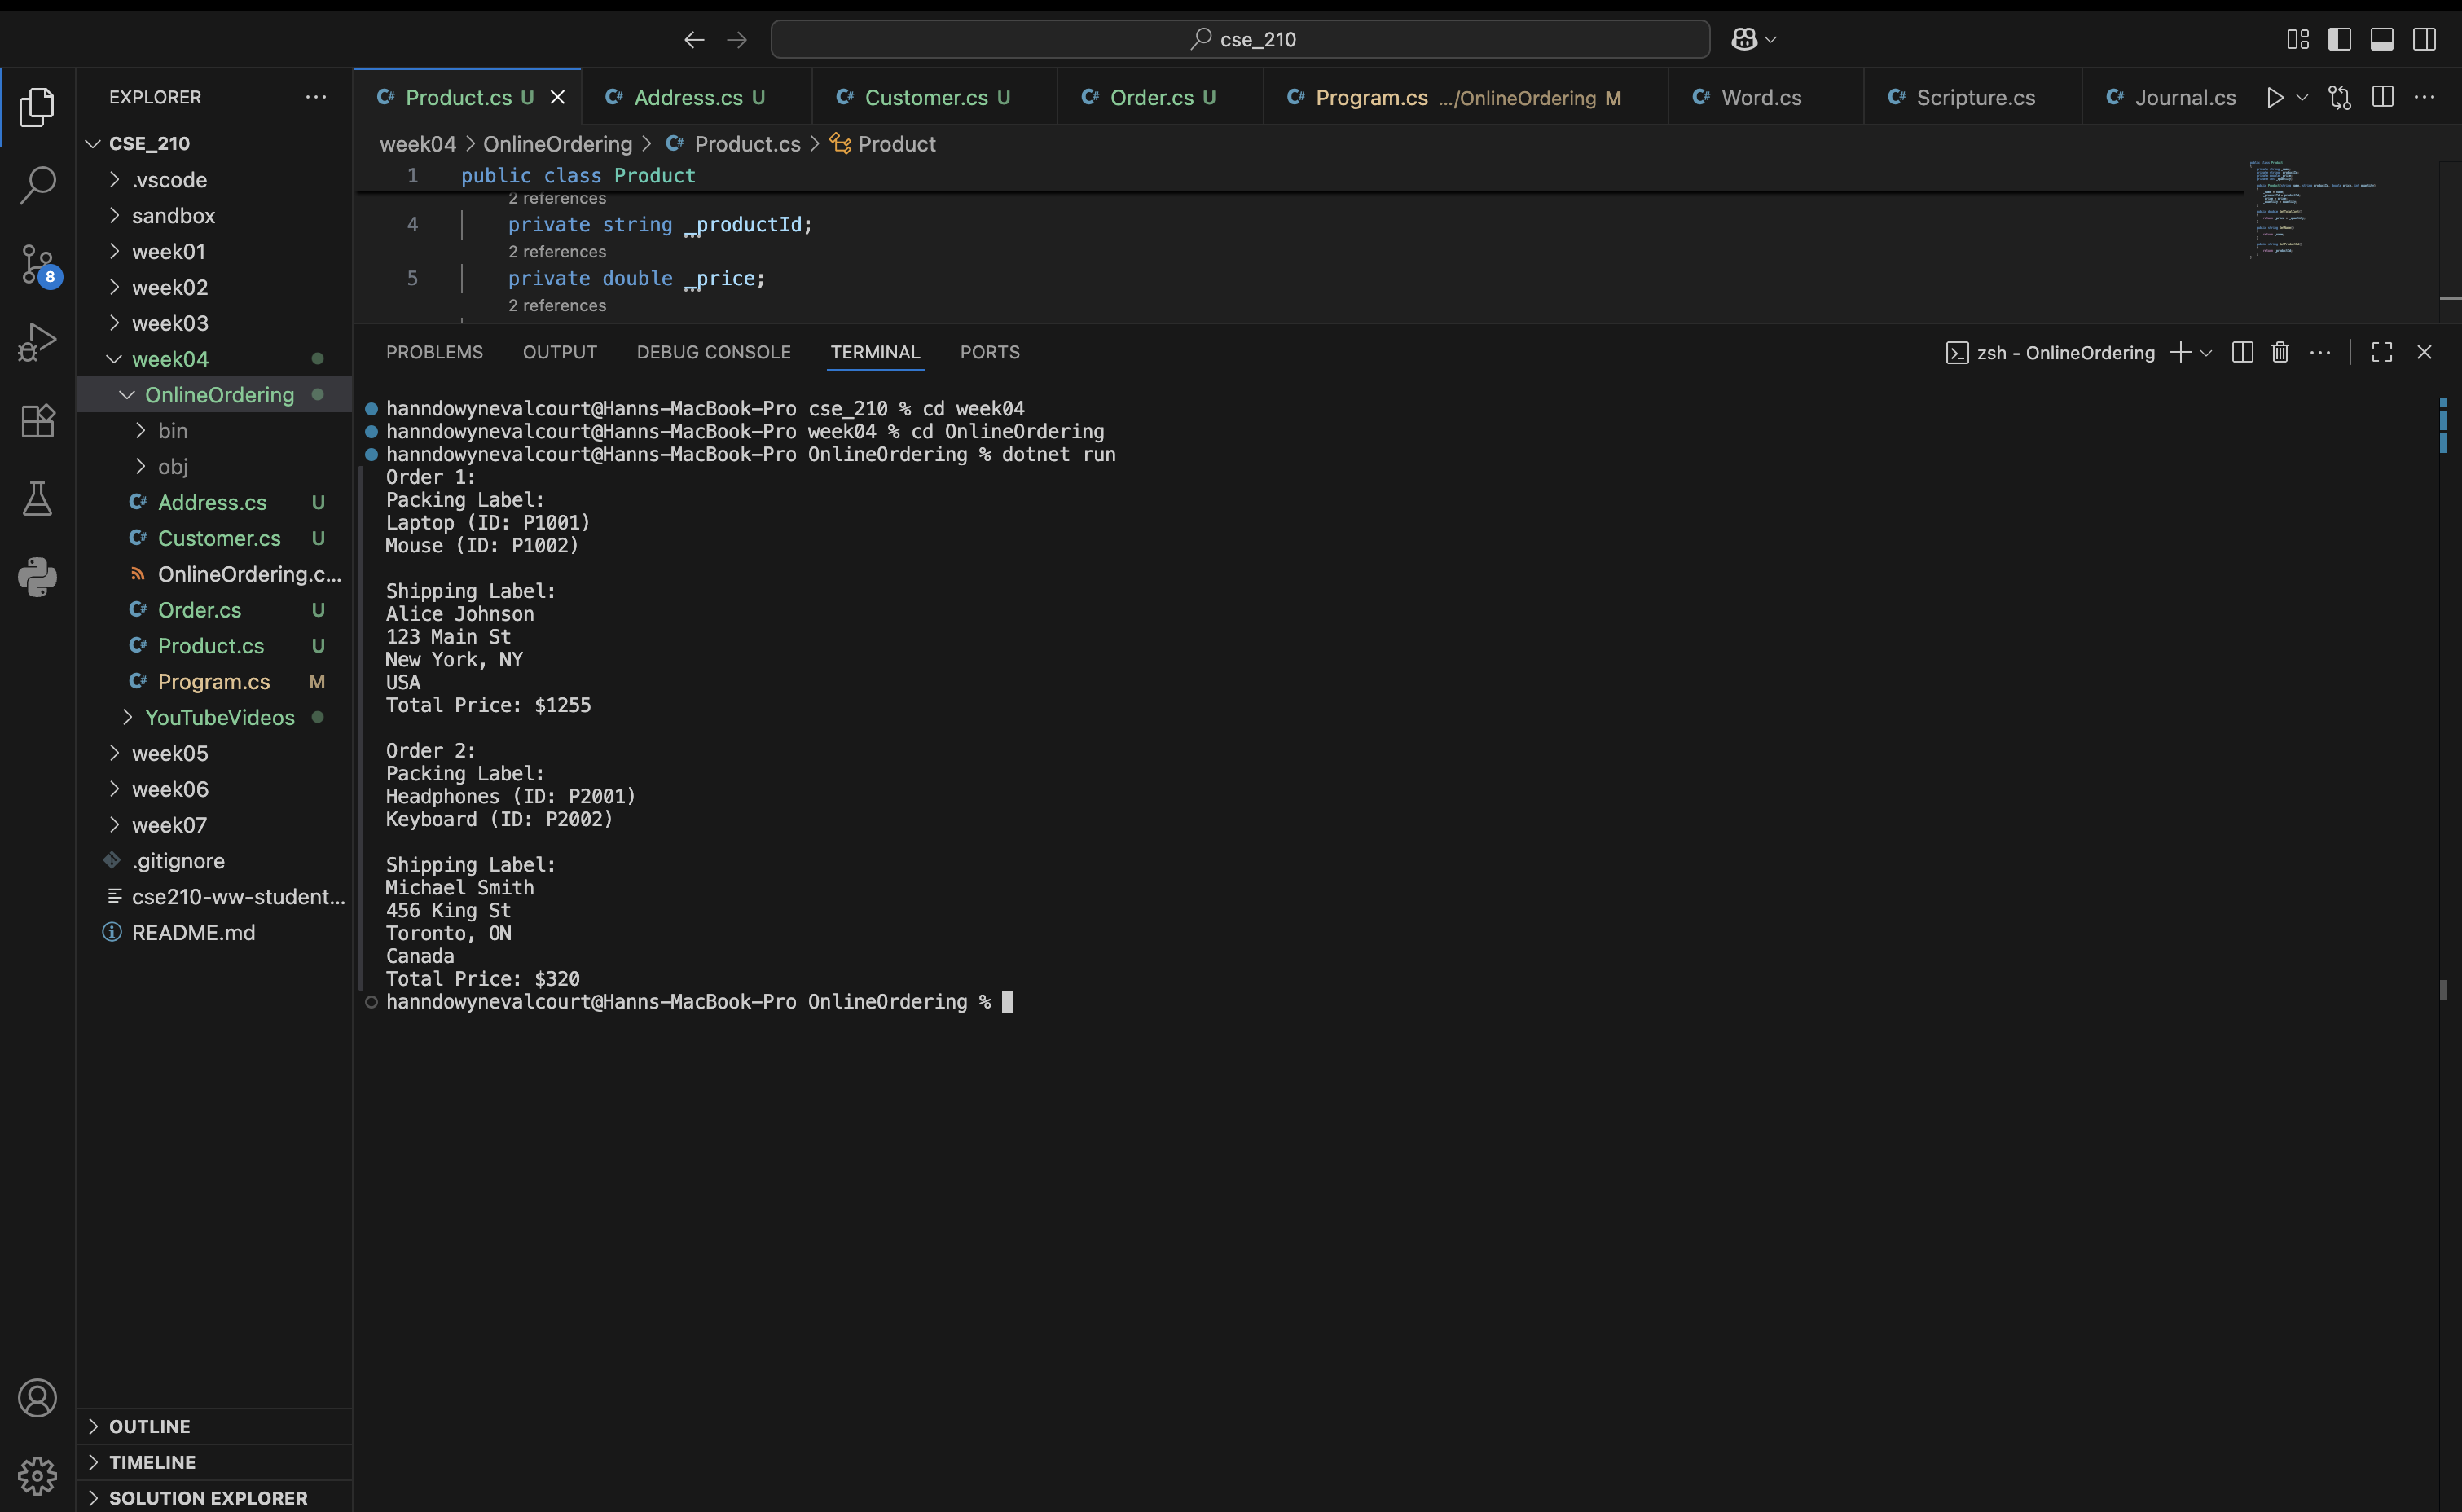 cse_210
EXPLORER
CSE_210
.vscode
sandbox
week01
week02
week03
week04
OnlineOrdering
bin
obj
Address.cs U
Customer.cs U
OnlineOrdering.c...
Order.cs U
Product.cs U
Program.cs M
YouTubeVideos
week05
week06
week07
.gitignore
cse210-ww-student...
README.md
OUTLINE
TIMELINE
SOLUTION EXPLORER
8
Product.cs U Address.cs U Customer.cs U Order.cs U Program.cs .../OnlineOrdering M Word.cs Scripture.cs Journal.cs
week04 > OnlineOrdering > Product.cs > Product
1 public class Product
2 references
4 private string _productId;
2 references
5 private double _price;
2 references
PROBLEMS OUTPUT DEBUG CONSOLE TERMINAL PORTS
zsh - OnlineOrdering
hanndowynevalcourt@Hanns-MacBook-Pro cse_210 % cd week04
hanndowynevalcourt@Hanns-MacBook-Pro week04 % cd OnlineOrdering
hanndowynevalcourt@Hanns-MacBook-Pro OnlineOrdering % dotnet run
Order 1:
Packing Label:
Laptop (ID: P1001)
Mouse (ID: P1002)
Shipping Label:
Alice Johnson
123 Main St
New York, NY
USA
Total Price: $1255
Order 2:
Packing Label:
Headphones (ID: P2001)
Keyboard (ID: P2002)
Shipping Label:
Michael Smith
456 King St
Toronto, ON
Canada
Total Price: $320
hanndowynevalcourt@Hanns-MacBook-Pro OnlineOrdering %